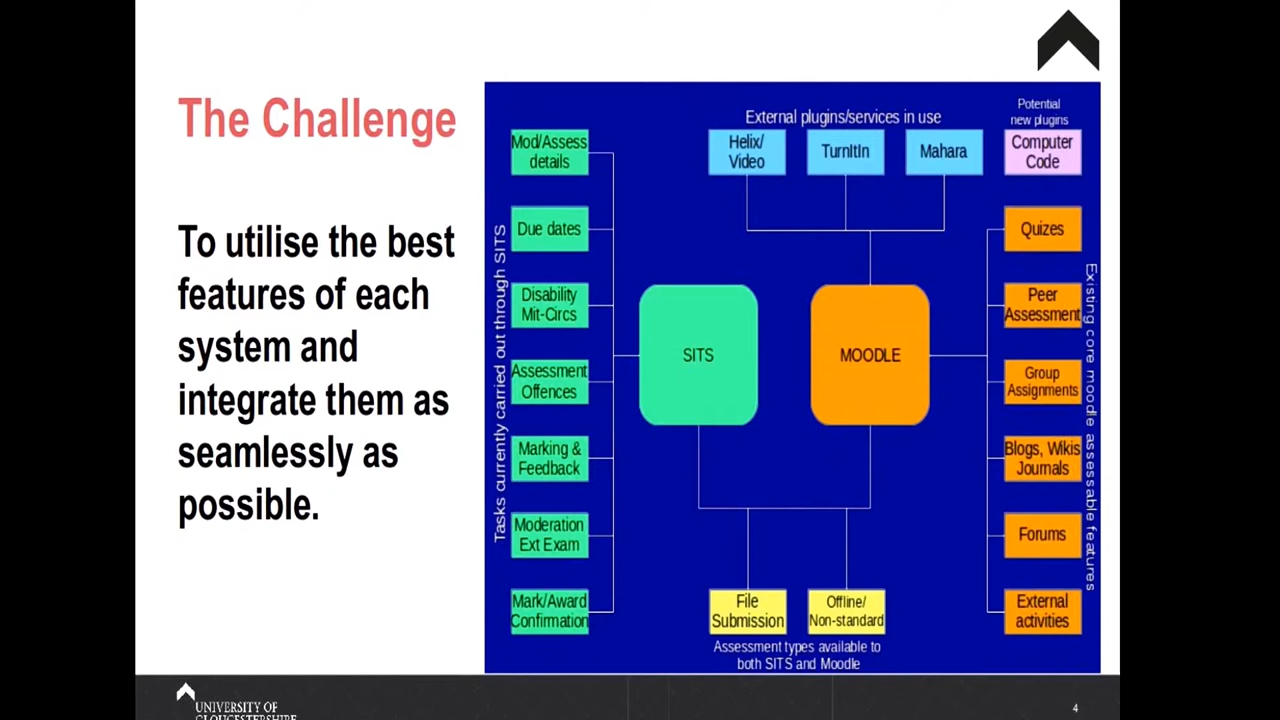 The Challenge
To utilise the best
features of each
system and
integrate them as
seamlessly as
possible.
External plugins/services in use
Potential
new plugins
Helix/
Video
TurnItIn
Mahara
Computer
Code
Tasks currently carried out through SITS
Mod/Assess
details
Due dates
Disability
Mit-Circs
Assessment
Offences
Marking &
Feedback
Moderation
Ext Exam
Mark/Award
Confirmation
SITS
MOODLE
Quizes
Peer
Assessment
Group
Assignments
Blogs, Wikis
Journals
Forums
External
activities
Existing core moodle assessable features
File
Submission
Offline/
Non-standard
Assessment types available to
both SITS and Moodle
UNIVERSITY OF
GLOUCESTERSHIRE
4